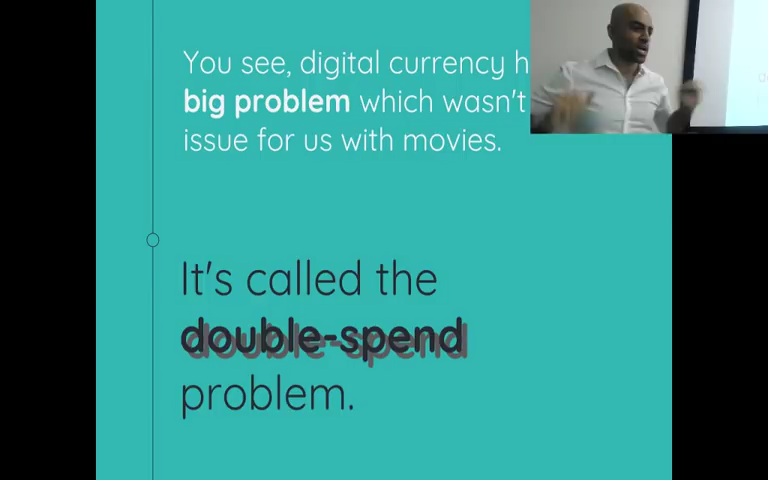 You see, digital currency h
big problem which wasn't
issue for us with movies.
It's called the
double-spend
problem.